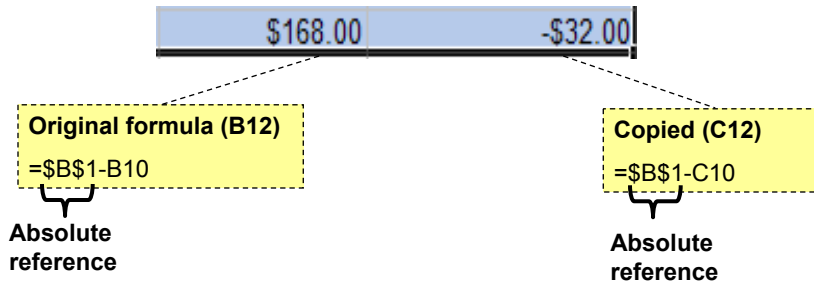 $168.00 -$32.00
Original formula (B12)
=$B$1-B10
Absolute
reference
Copied (C12)
=$B$1-C10
Absolute
reference